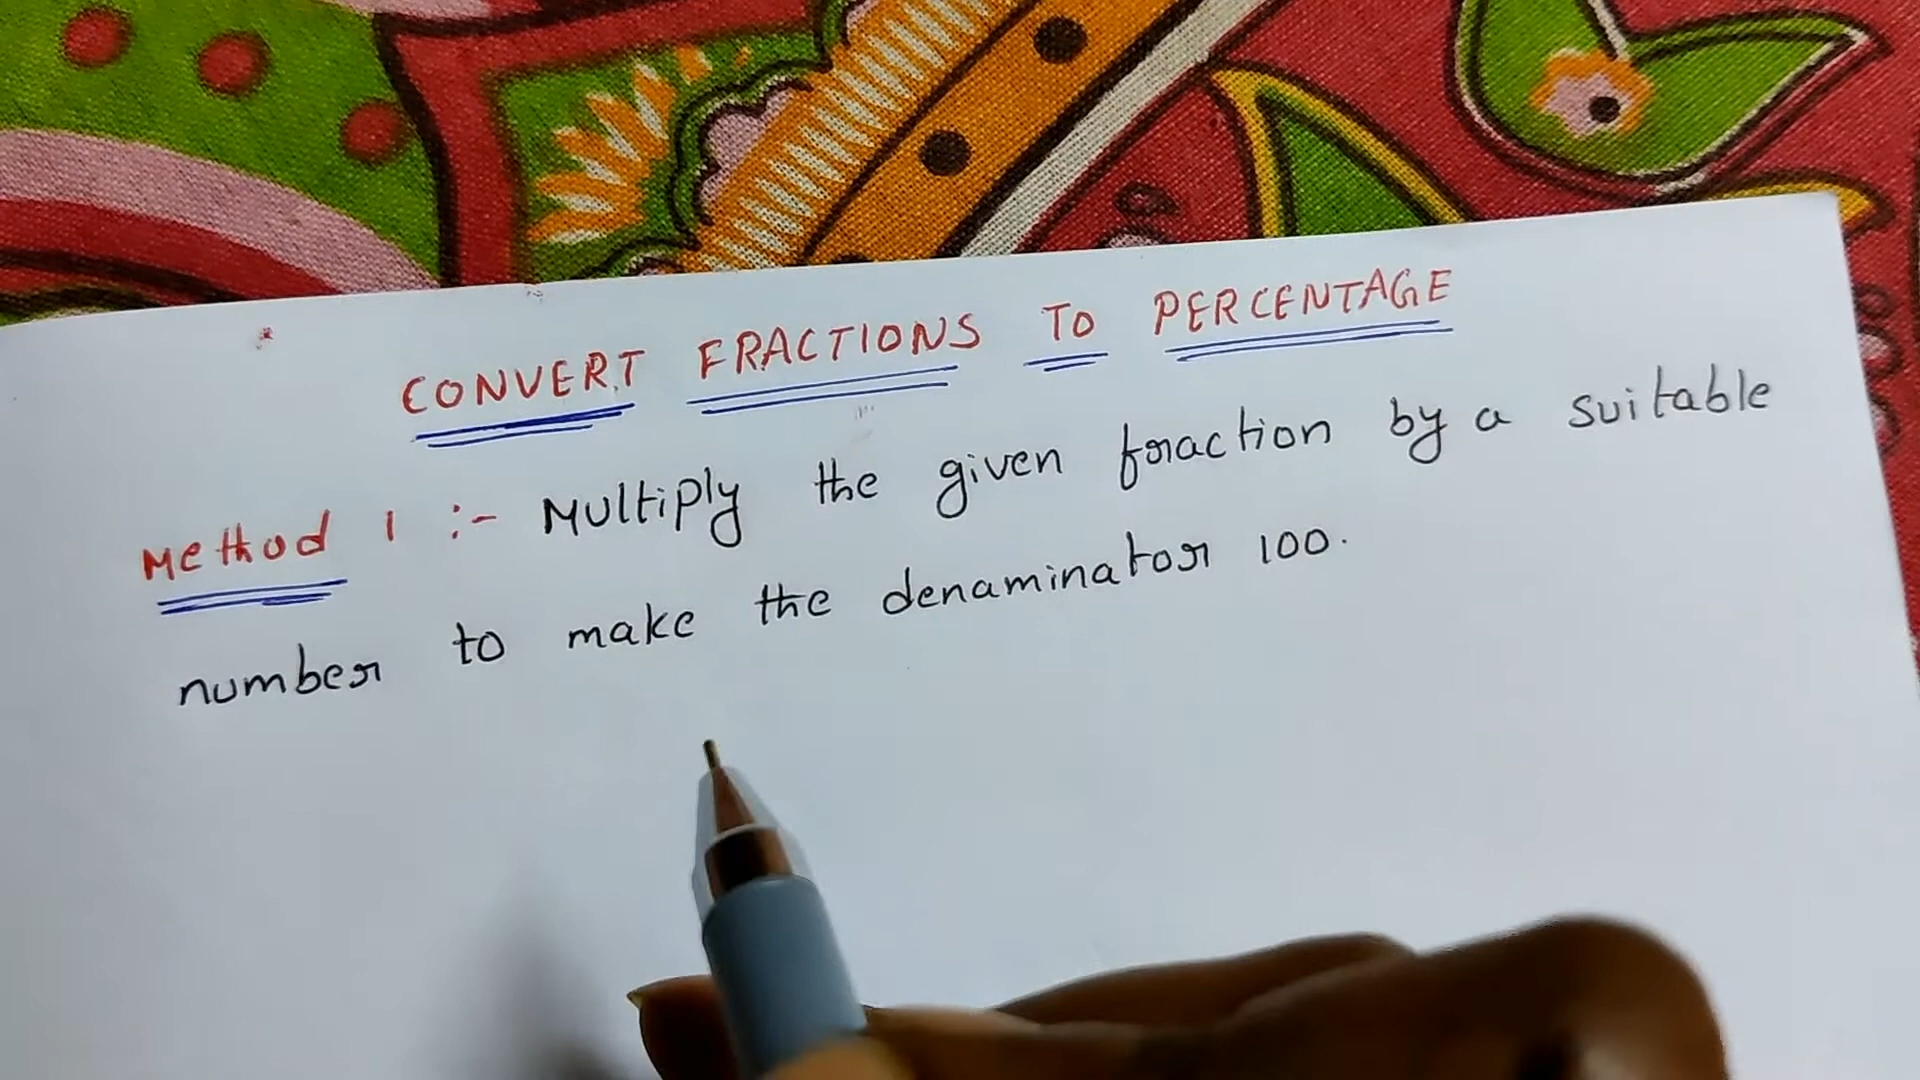 CONVERT FRACTIONS TO PERCENTAGE
Method 1 :- Multiply the given fraction by a suitable
number to make the denaminator 100.